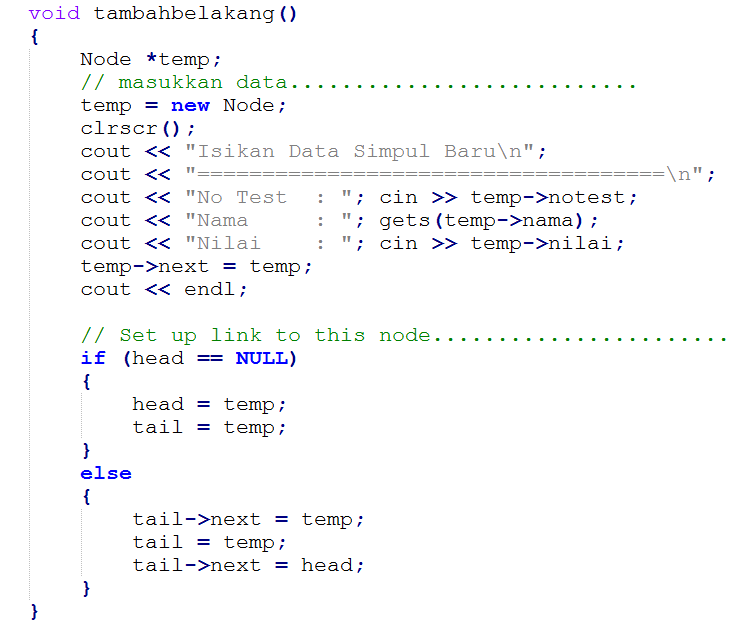 void tambahbelakang()
{
    Node *temp;
    // masukkan data...........................
    temp = new Node;
    clrscr();
    cout << "Isikan Data Simpul Baru\n";
    cout << "====================================\n";
    cout << "No Test  : "; cin >> temp->notest;
    cout << "Nama     : "; gets(temp->nama);
    cout << "Nilai    : "; cin >> temp->nilai;
    temp->next = temp;
    cout << endl;

    // Set up link to this node.......................
    if (head == NULL)
    {
        head = temp;
        tail = temp;
    }
    else
    {
        tail->next = temp;
        tail = temp;
        tail->next = head;
    }
}